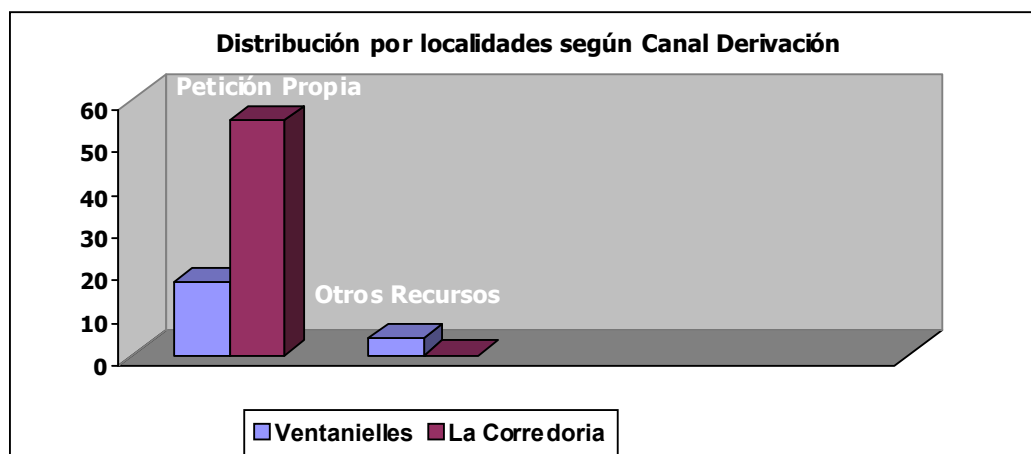 Distribución por localidades según Canal Derivación
Petición Propia
60
50
40
30
20
10
0
Otros Recursos
Ventanielles La Corredoria